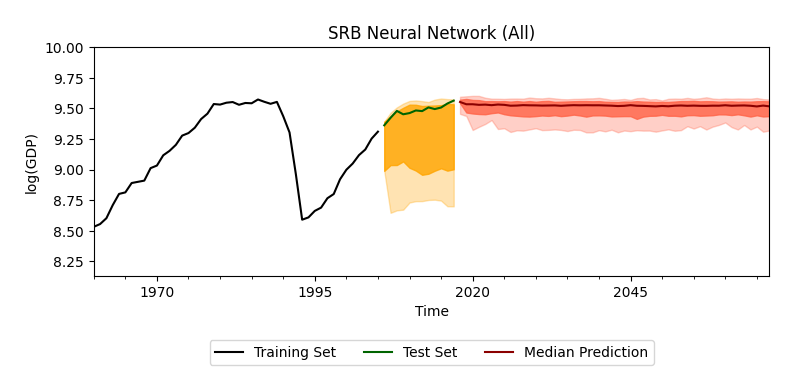 SRB Neural Network (All)
10.00
9.75
9.50
9.25
9.00
8.75
8.50
8.25
log(GDP)
1970 1995 2020 2045
Time
Training Set Test Set Median Prediction